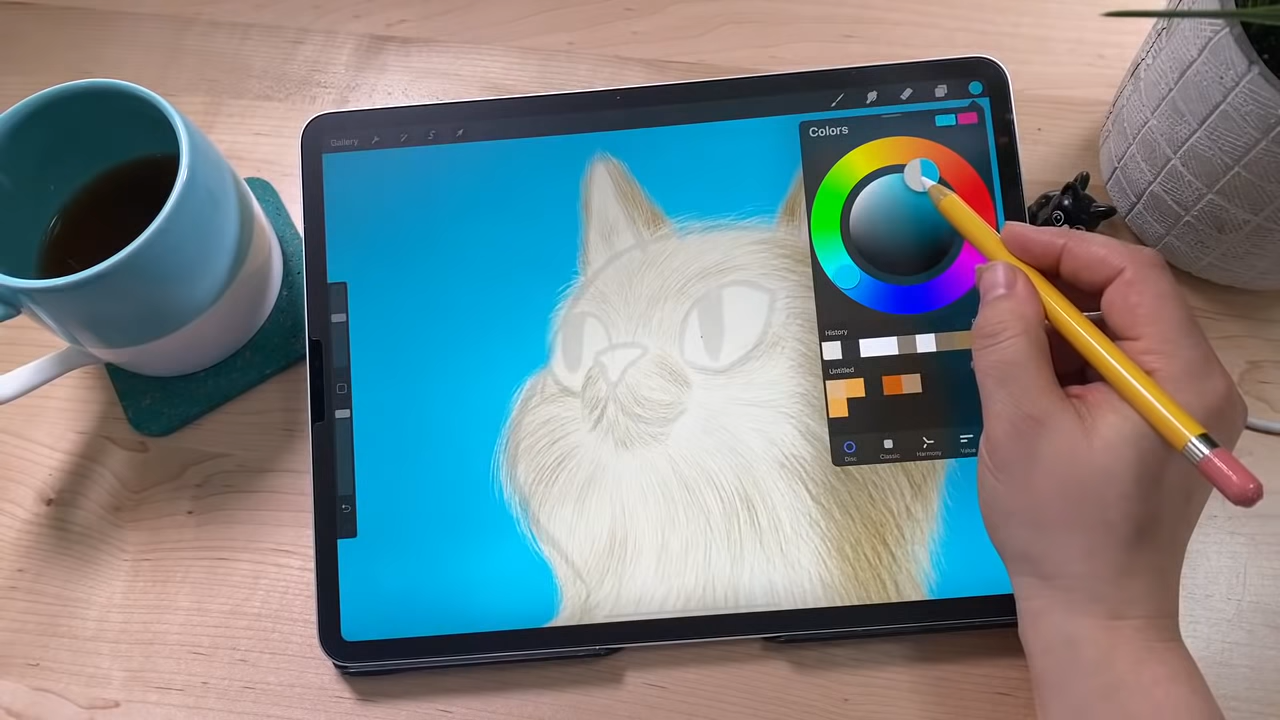 Gallery
Colors
History
Untitled
Disc
Classic
Harmony
Value